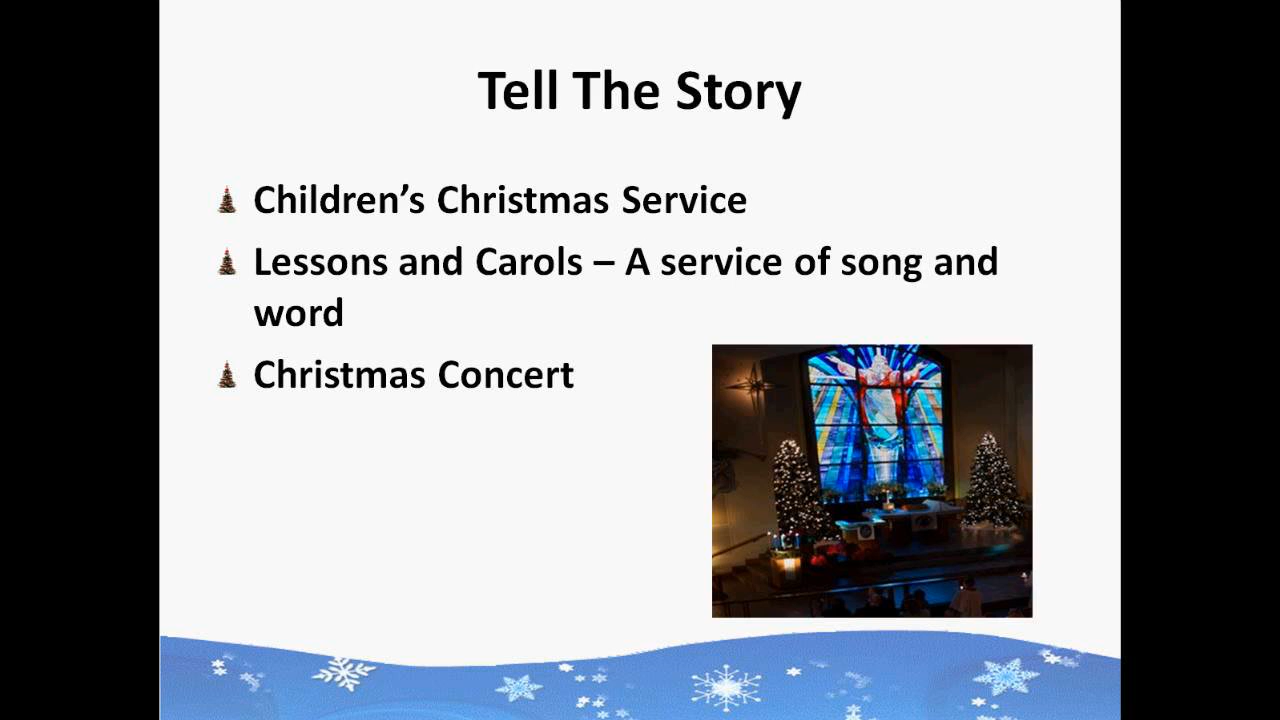 Tell The Story
Children’s Christmas Service
Lessons and Carols – A service of song and
word
Christmas Concert